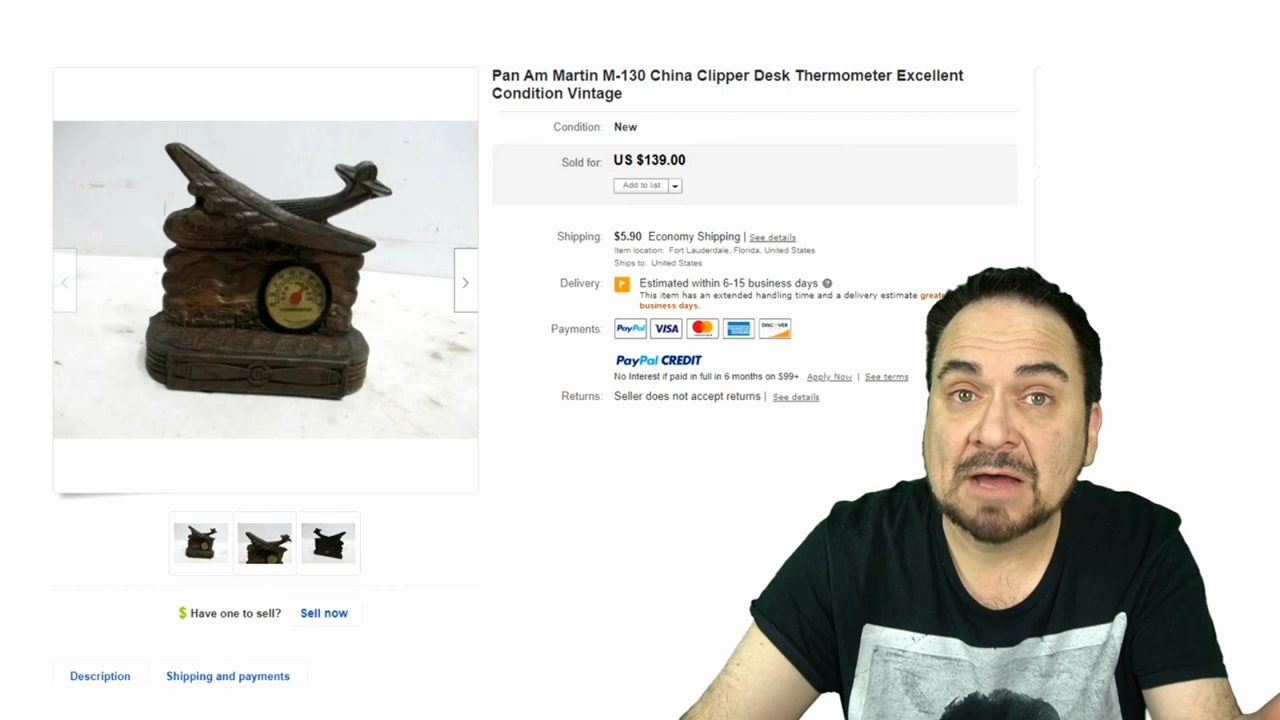 Pan Am Martin M-130 China Clipper Desk Thermometer Excellent
Condition Vintage
Condition: New
Sold for: US $139.00
Add to list
Shipping: $5.90 Economy Shipping | See details
Item location: Fort Lauderdale, Florida, United States
Ships to: United States
Delivery: Estimated within 6-15 business days
This item has an extended handling time and a delivery estimate
business days.
Payments: PayPal VISA MasterCard DISCOVER
PayPal CREDIT
No Interest if paid in full in 6 months on $99+. Apply Now | See terms
Returns: Seller does not accept returns | See details
$ Have one to sell? Sell now
Description Shipping and payments